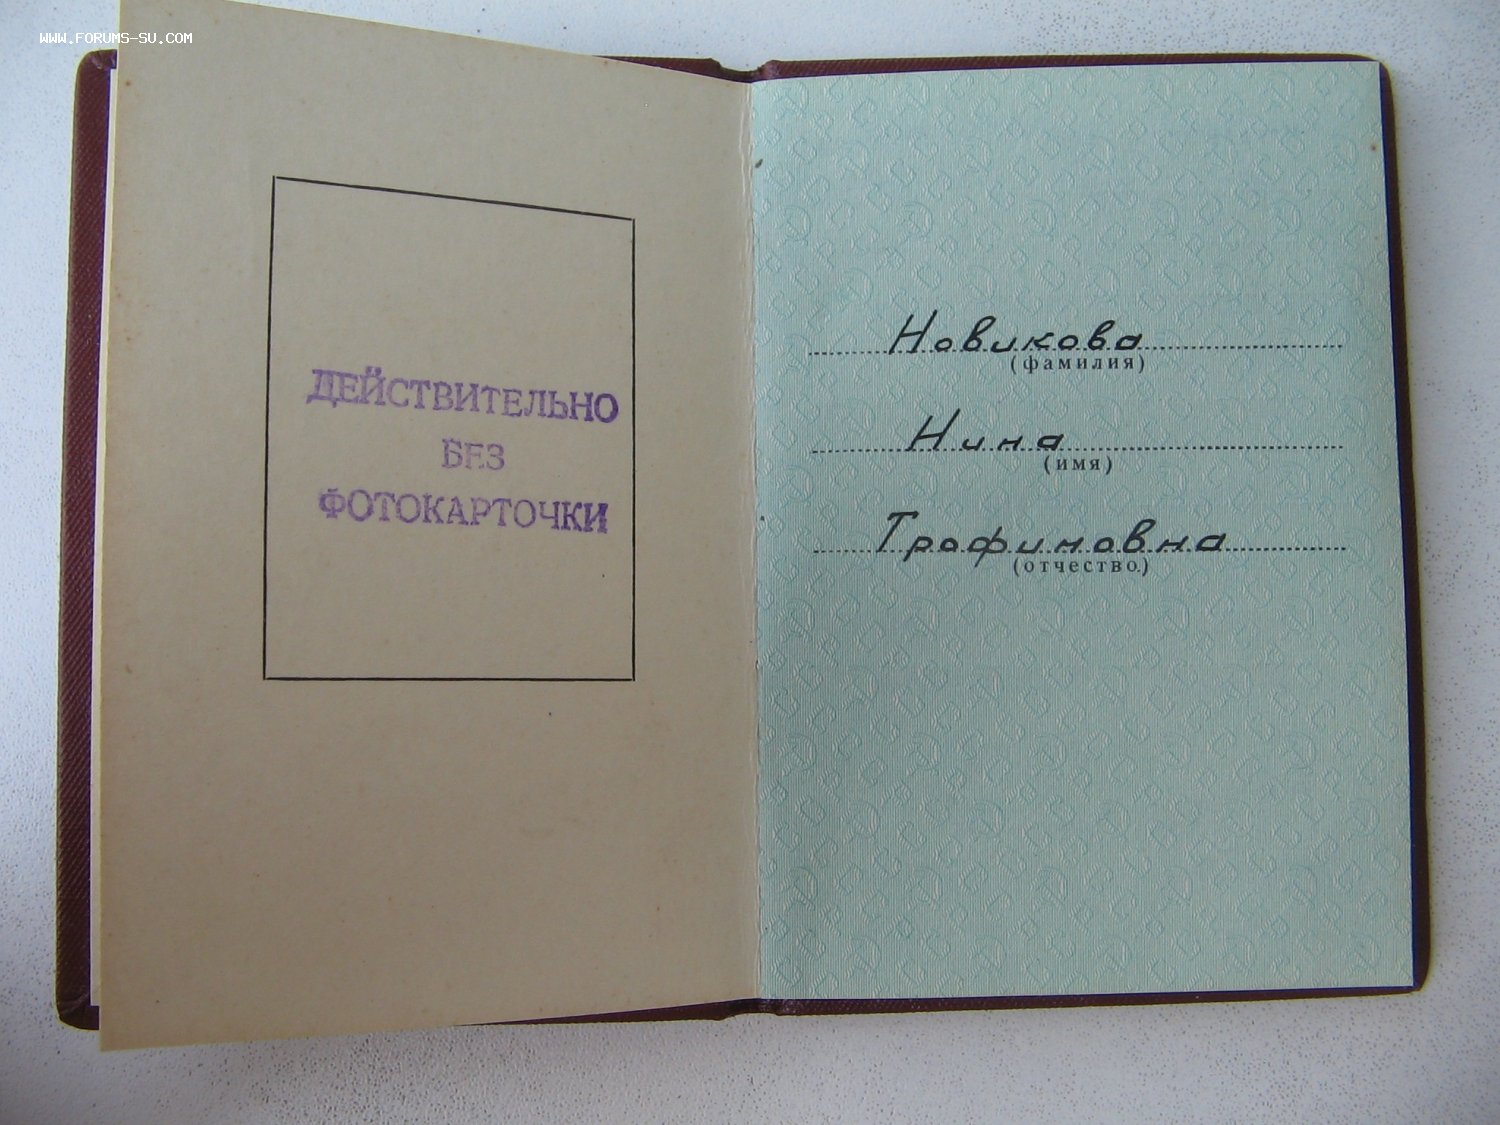 WWW.FORUMS-SU.COM
ДЕЙСТВИТЕЛЬНО
БЕЗ
ФОТОКАРТОЧКИ
Новикова
(фамилия)
Нина
(имя)
Трофимовна
(отчество)